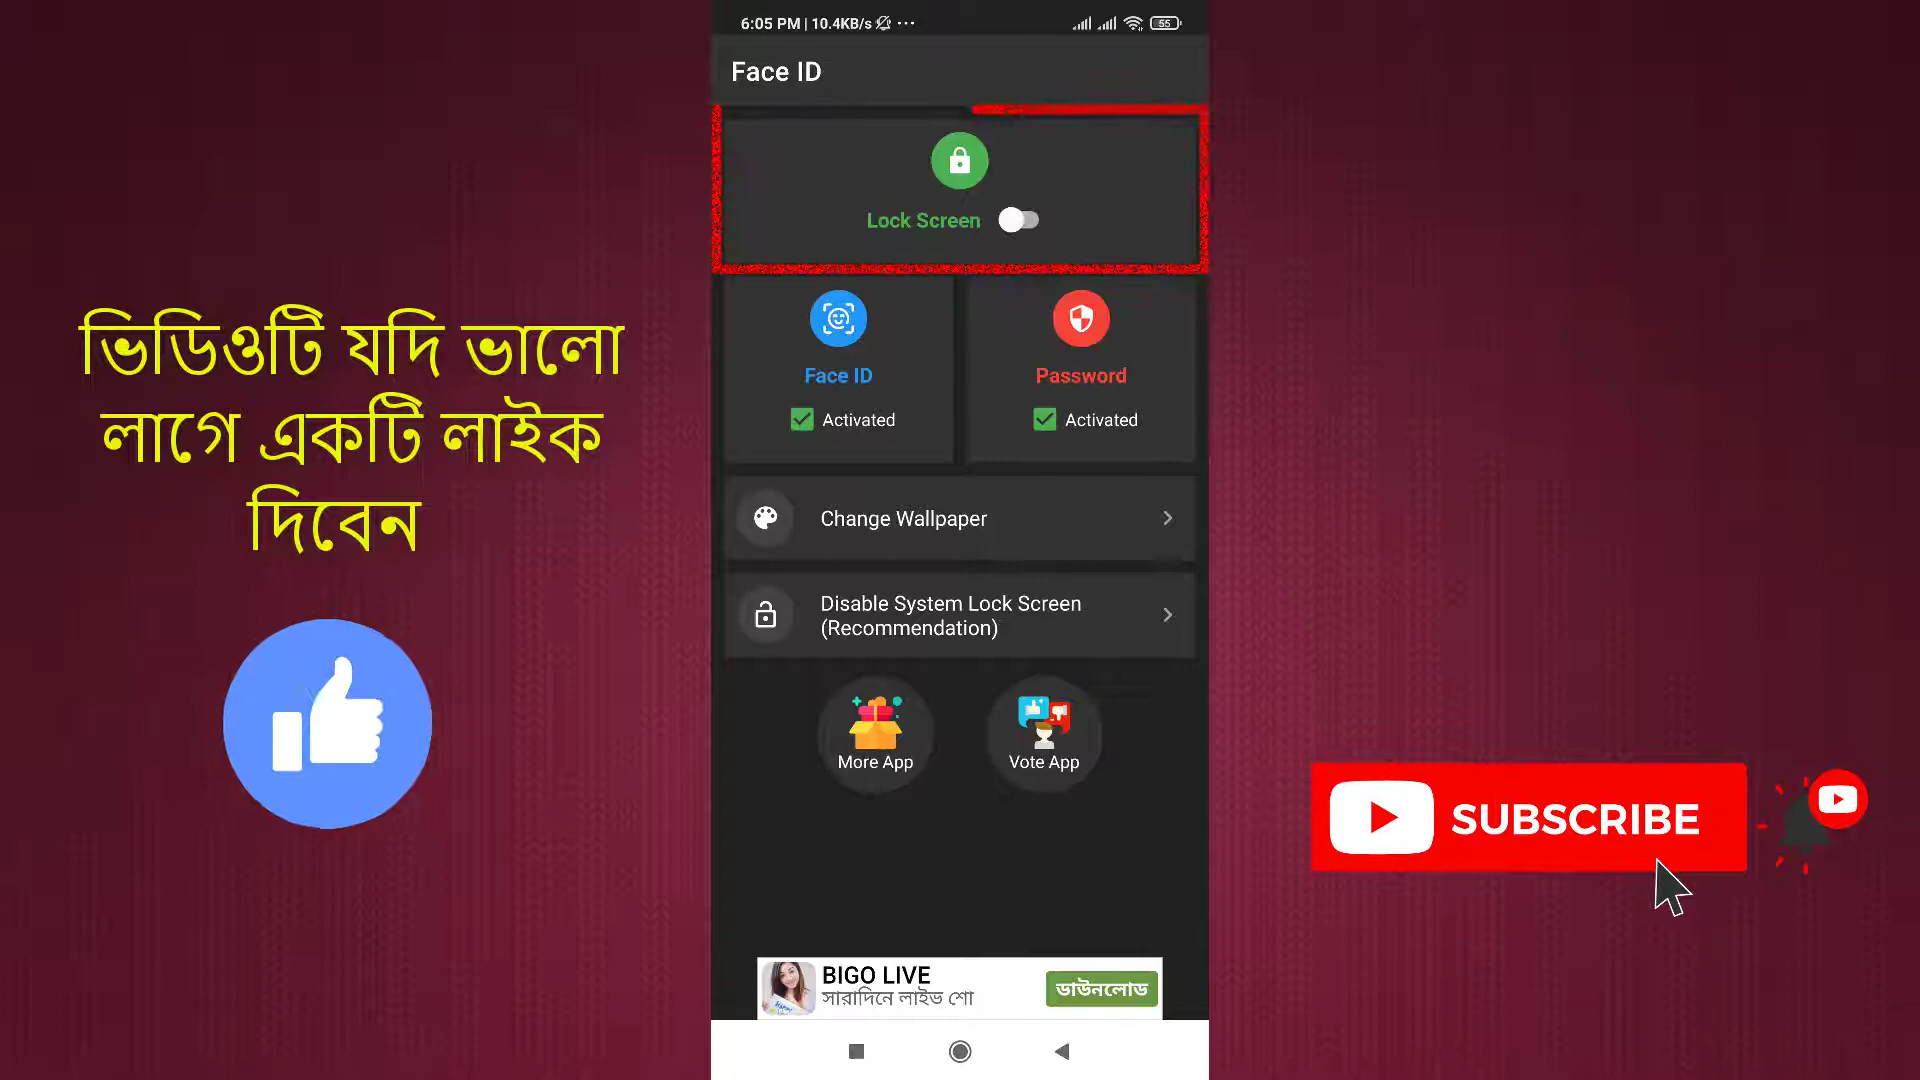 6:05 PM | 10.4KB/s ...
55
Face ID
Lock Screen
Face ID
Activated
Password
Activated
Change Wallpaper
Disable System Lock Screen
(Recommendation)
More App
Vote App
BIGO LIVE
সারাদিনে লাইভ শো
ডাউনলোড
ভিডিওটি যদি ভালো
লাগে একটি লাইক
দিবেন
SUBSCRIBE